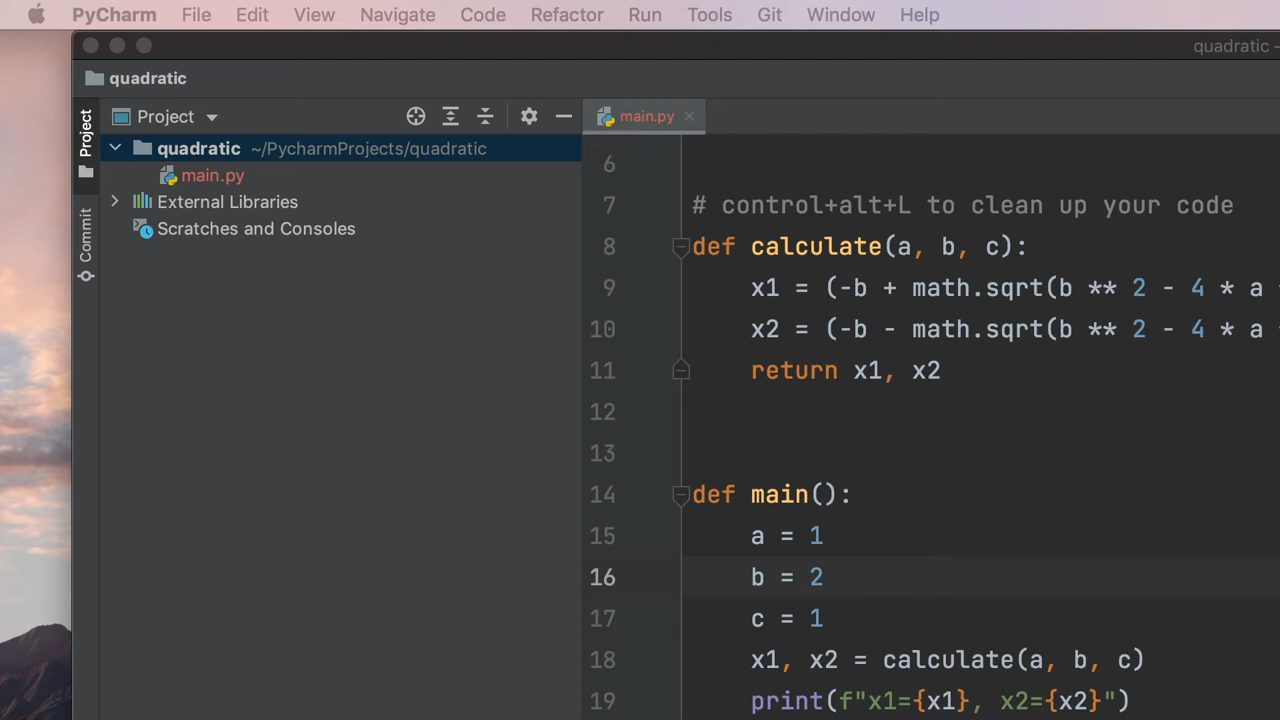 PyCharm File Edit View Navigate Code Refactor Run Tools Git Window Help
quadratic –
quadratic
Project
main.py
Project
Commit
quadratic ~/PycharmProjects/quadratic
main.py
External Libraries
Scratches and Consoles
6
7 # control+alt+L to clean up your code
8 def calculate(a, b, c):
9 x1 = (-b + math.sqrt(b ** 2 - 4 * a
10 x2 = (-b - math.sqrt(b ** 2 - 4 * a
11 return x1, x2
12
13
14 def main():
15 a = 1
16 b = 2
17 c = 1
18 x1, x2 = calculate(a, b, c)
19 print(f"x1={x1}, x2={x2}")